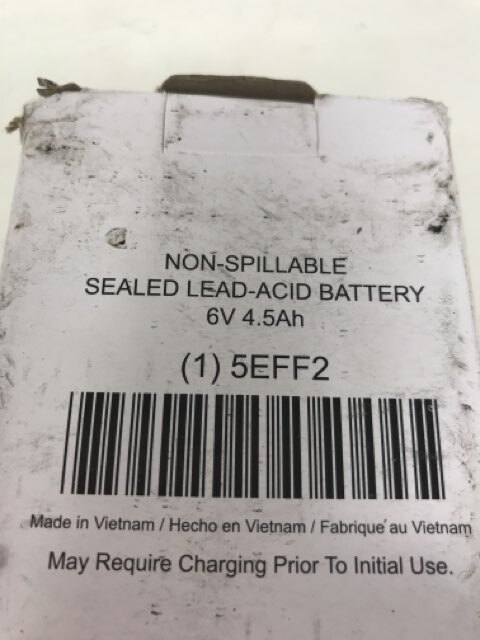 NON-SPILLABLE
SEALED LEAD-ACID BATTERY
6V 4.5Ah
(1) 5EFF2
Made in Vietnam / Hecho en Vietnam / Fabrique´ au Vietnam
May Require Charging Prior To Initial Use.